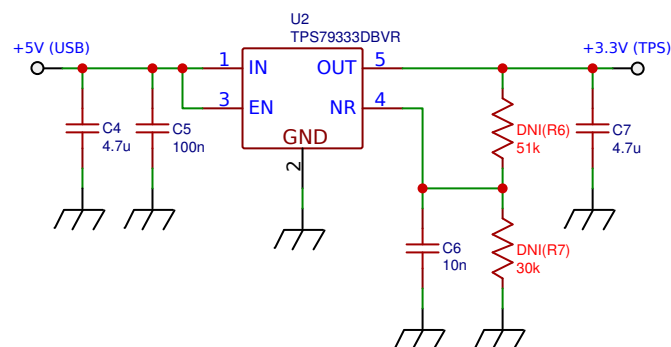 U2
TPS79333DBVR
+5V (USB)
+3.3V (TPS)
1
IN
OUT
5
3
EN
NR
4
GND
2
C4
4.7u
C5
100n
DNI(R6)
51k
C7
4.7u
C6
10n
DNI(R7)
30k